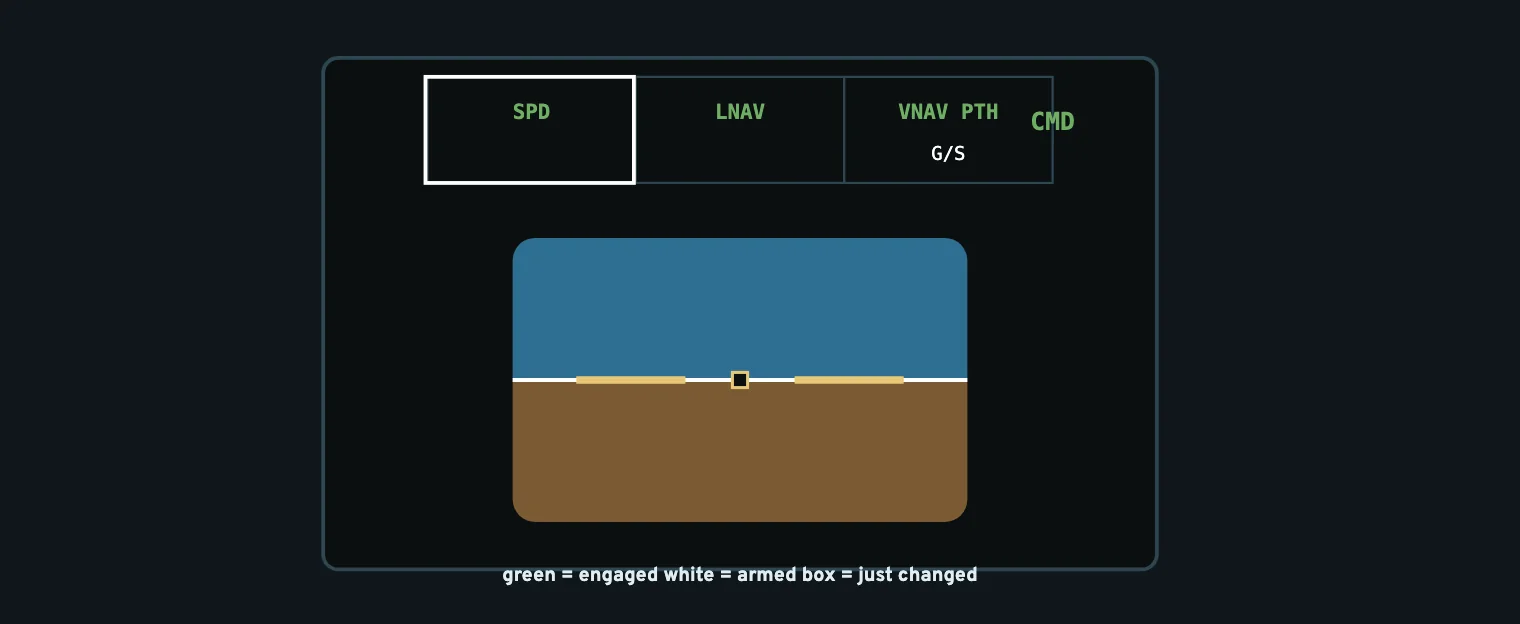 SPD LNAV VNAV PTH CMD
G/S
green = engaged white = armed box = just changed